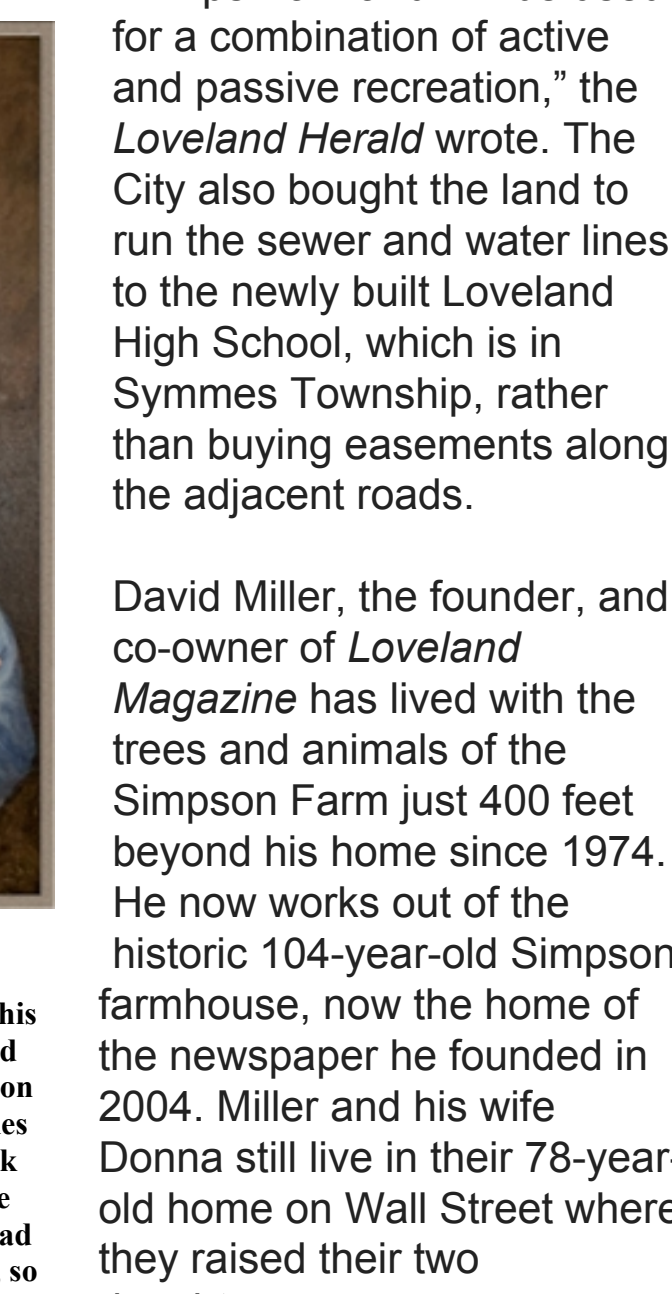 for a combination of active
and passive recreation,” the
Loveland Herald wrote. The
City also bought the land to
run the sewer and water lines
to the newly built Loveland
High School, which is in
Symmes Township, rather
than buying easements along
the adjacent roads.
David Miller, the founder, and
co-owner of Loveland
Magazine has lived with the
trees and animals of the
Simpson Farm just 400 feet
beyond his home since 1974.
He now works out of the
historic 104-year-old Simpson
farmhouse, now the home of
the newspaper he founded in
2004. Miller and his wife
Donna still live in their 78-year-
old home on Wall Street where
they raised their two
his
d
on
es
k
e
ad
so